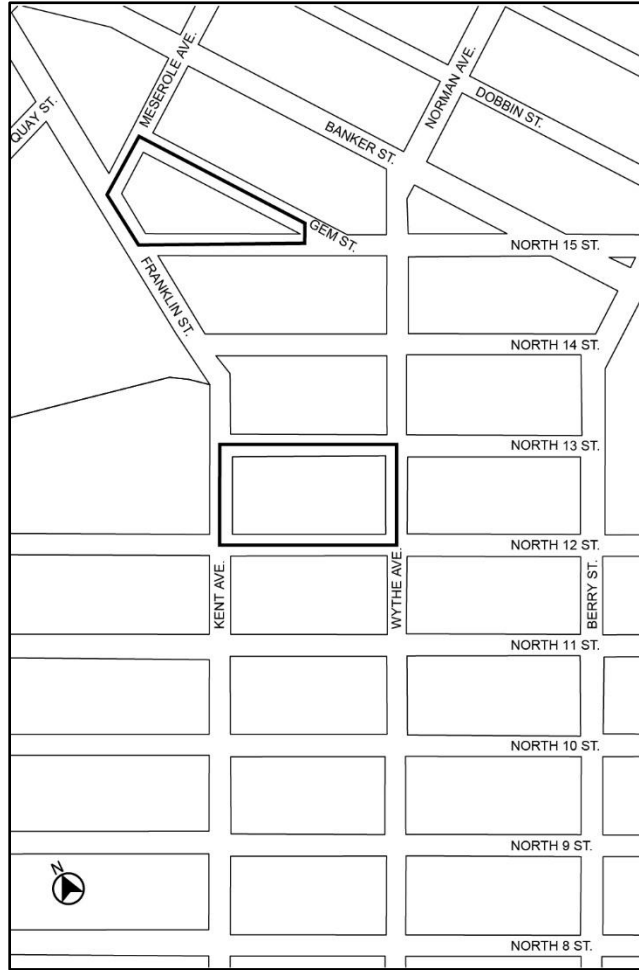 MESEROLE AVE.
NORMAN AVE.
DOBBIN ST.
QUAY ST.
BANKER ST.
GEM ST.
NORTH 15 ST.
FRANKLIN ST.
NORTH 14 ST.
NORTH 13 ST.
NORTH 12 ST.
KENT AVE.
WYTHE AVE.
BERRY ST.
NORTH 11 ST.
NORTH 10 ST.
NORTH 9 ST.
N
NORTH 8 ST.